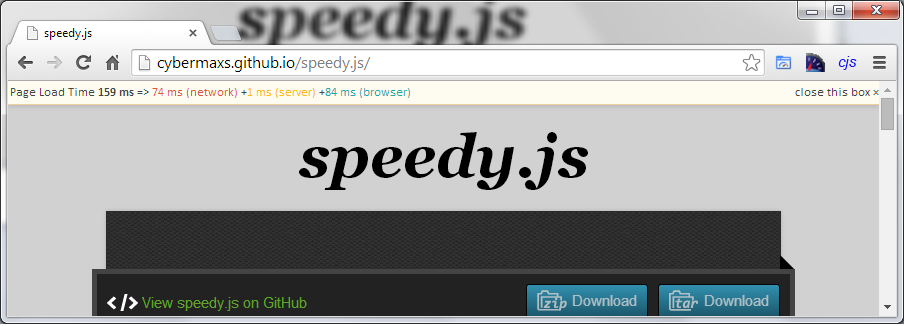 speedy.js
speedy.js
cybermaxs.github.io/speedy.js/
cjs
Page Load Time 159 ms => 74 ms (network) +1 ms (server) +84 ms (browser)
close this box ×
speedy.js
</> View speedy.js on GitHub
zip Download
tar Download